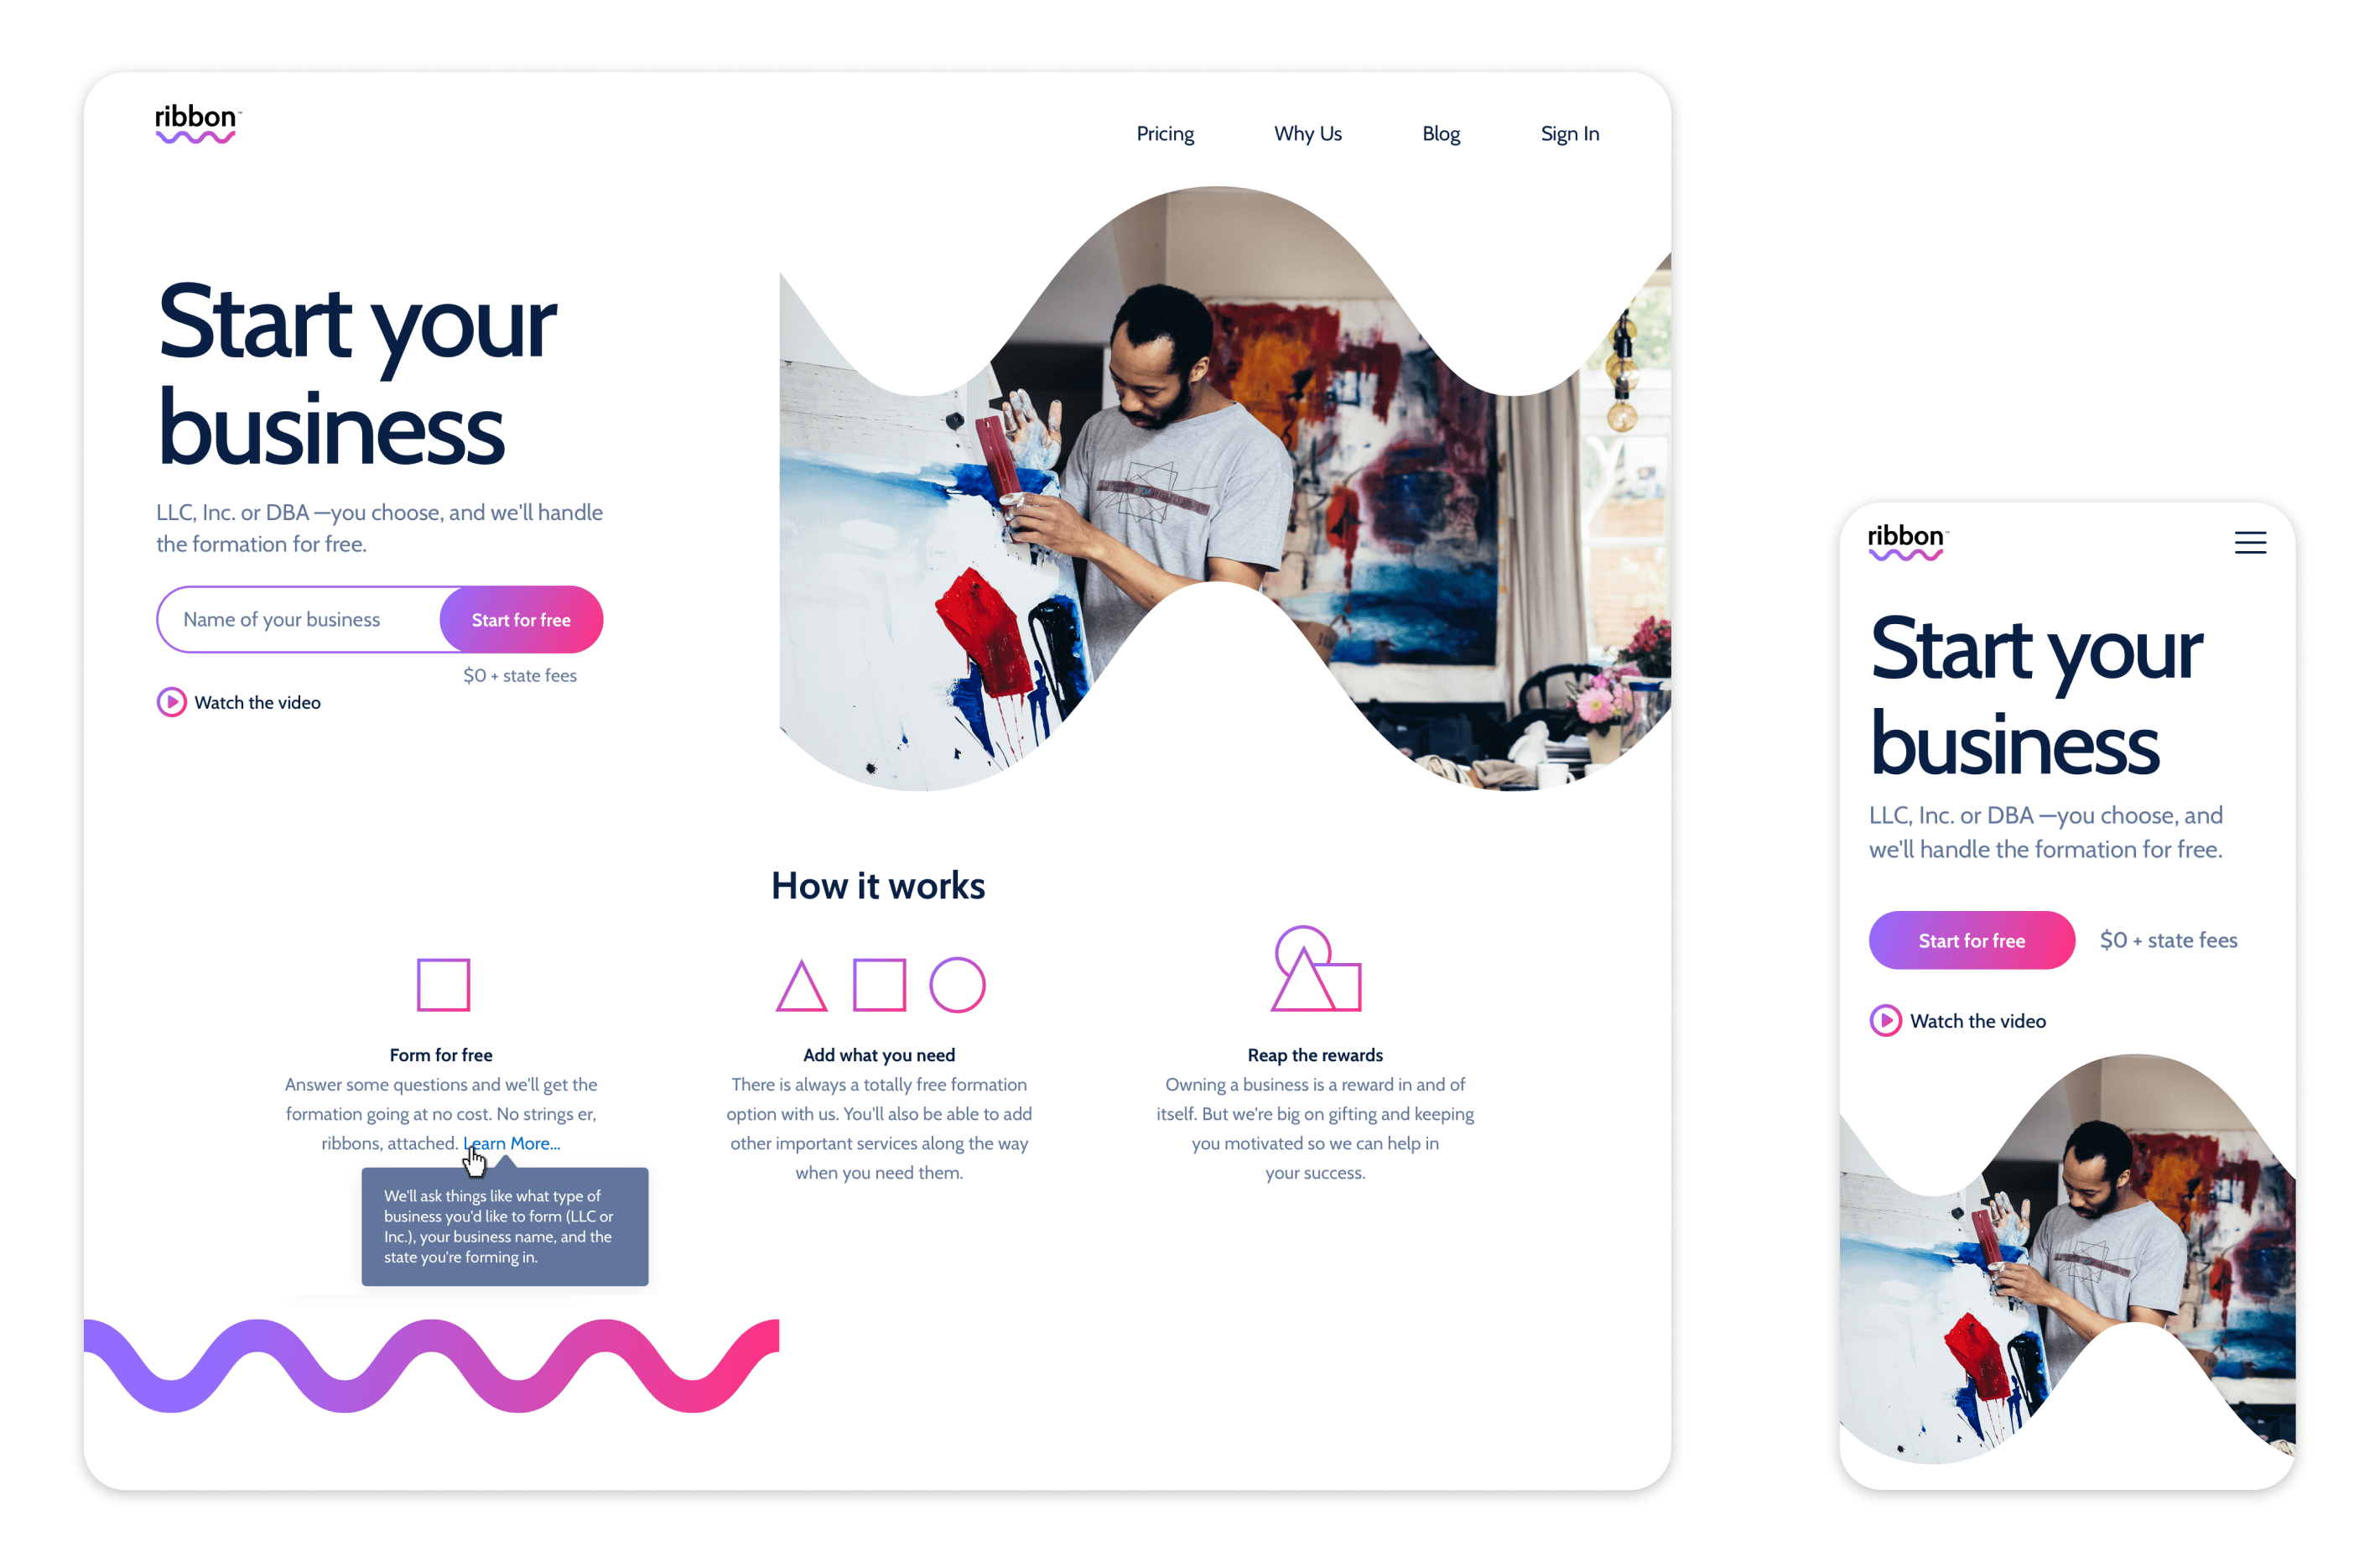 ribbon™
Pricing
Why Us
Blog
Sign In
Start your
business
LLC, Inc. or DBA —you choose, and we'll handle
the formation for free.
Name of your business
Start for free
$0 + state fees
Watch the video
How it works
Form for free
Answer some questions and we'll get the
formation going at no cost. No strings er,
ribbons, attached. Learn More...
We'll ask things like what type of
business you'd like to form (LLC or
Inc.), your business name, and the
state you're forming in.
Add what you need
There is always a totally free formation
option with us. You'll also be able to add
other important services along the way
when you need them.
Reap the rewards
Owning a business is a reward in and of
itself. But we're big on gifting and keeping
you motivated so we can help in
your success.
ribbon™
Start your
business
LLC, Inc. or DBA —you choose, and
we'll handle the formation for free.
Start for free
$0 + state fees
Watch the video